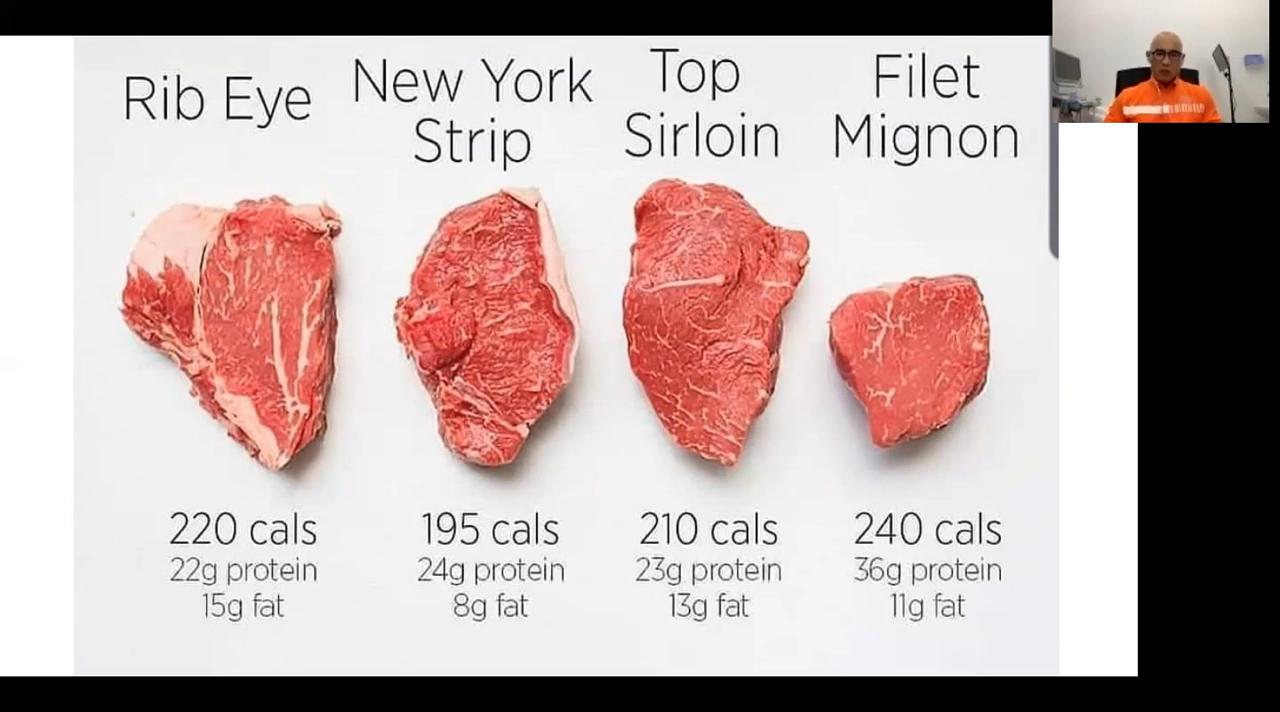 Rib Eye
New York
Strip
Top
Sirloin
Filet
Mignon
220 cals
22g protein
15g fat
195 cals
24g protein
8g fat
210 cals
23g protein
13g fat
240 cals
36g protein
11g fat